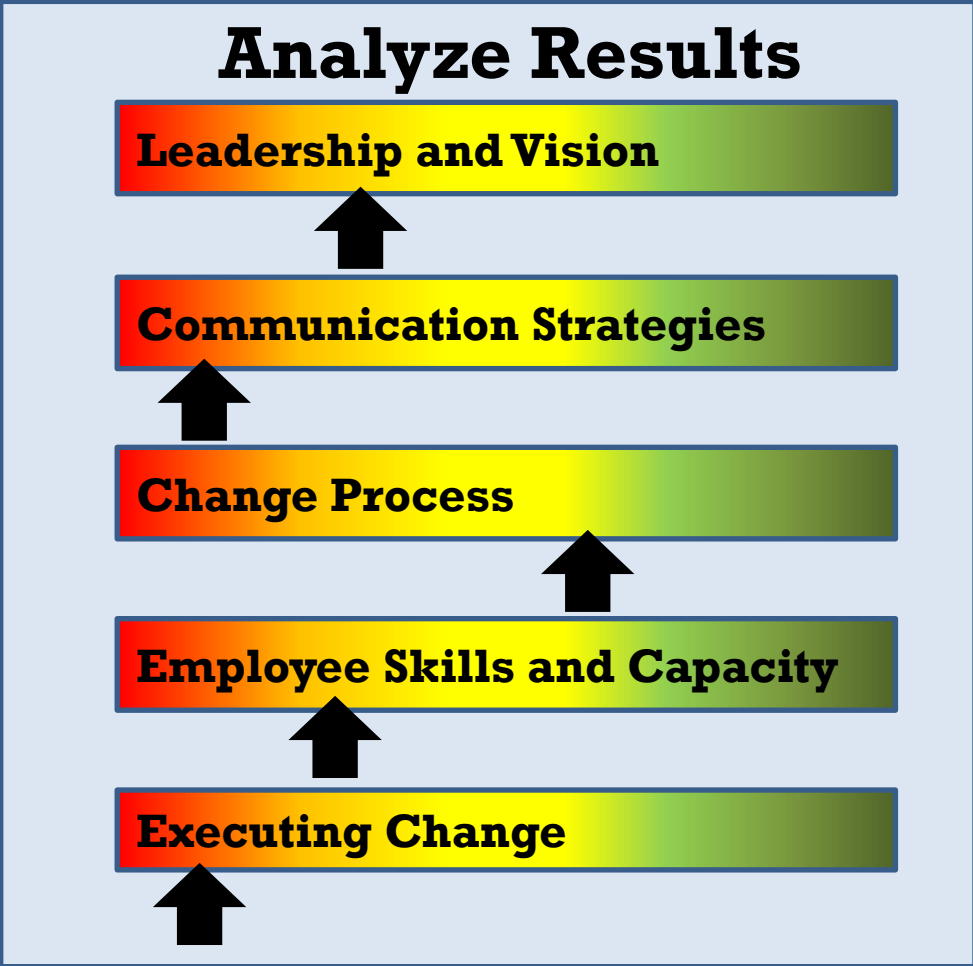 Analyze Results
Leadership and Vision
Communication Strategies
Change Process
Employee Skills and Capacity
Executing Change